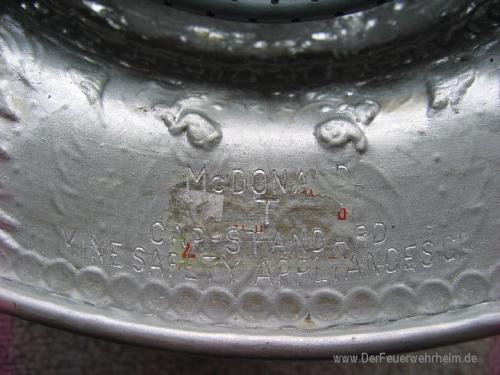 McDONALD
T
CAP-STANDARD
MINE SAFETY APPLIANCES CO
www.DerFeuerwehrhelm.de